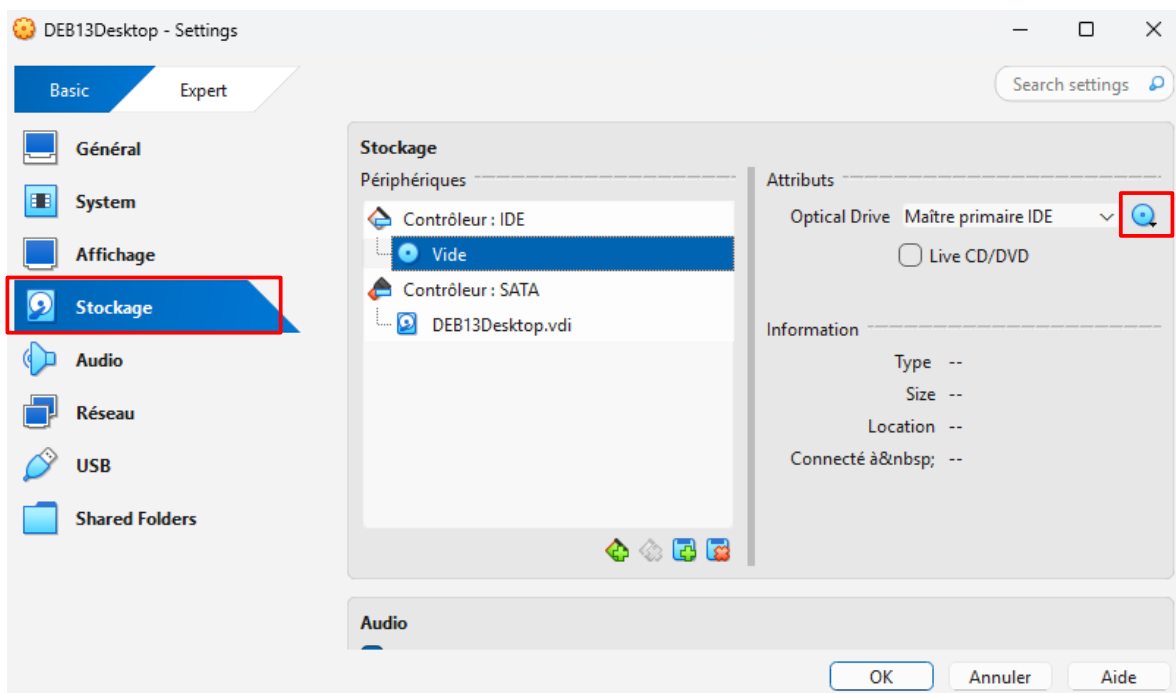 DEB13Desktop - Settings
Basic
Expert
Search settings
Général
System
Affichage
Stockage
Audio
Réseau
USB
Shared Folders
Stockage
Périphériques
Contrôleur : IDE
Vide
Contrôleur : SATA
DEB13Desktop.vdi
Attributs
Optical Drive Maître primaire IDE
Live CD/DVD
Information
Type --
Size --
Location --
Connecté à&nbsp; --
Audio
OK
Annuler
Aide